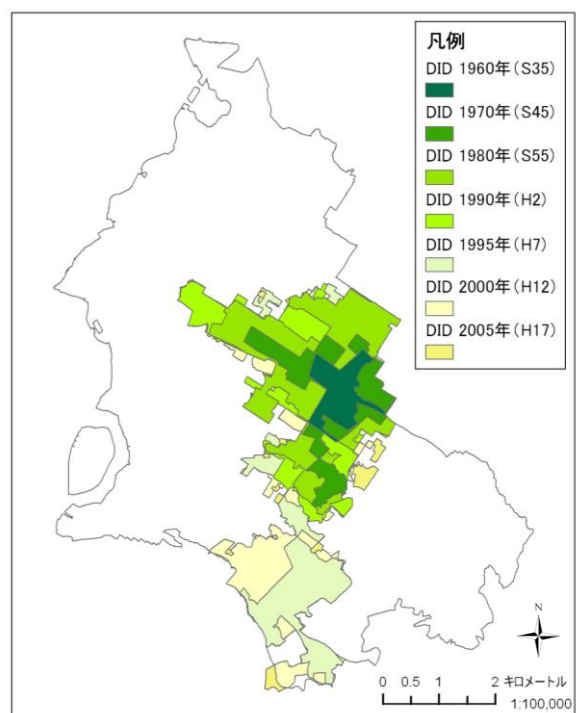 凡例
DID 1960年(S35)
DID 1970年(S45)
DID 1980年(S55)
DID 1990年(H2)
DID 1995年(H7)
DID 2000年(H12)
DID 2005年(H17)
N
0 0.5 1 2 キロメートル
1:100,000